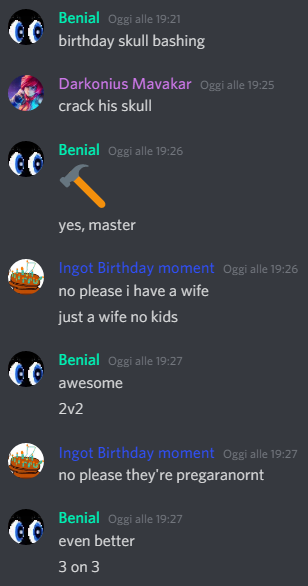 Benial Oggi alle 19:21
birthday skull bashing
Darkonius Mavakar Oggi alle 19:25
crack his skull
Benial Oggi alle 19:26
yes, master
Ingot Birthday moment Oggi alle 19:26
no please i have a wife
just a wife no kids
Benial Oggi alle 19:27
awesome
2v2
Ingot Birthday moment Oggi alle 19:27
no please they're pregaranornt
Benial Oggi alle 19:27
even better
3 on 3